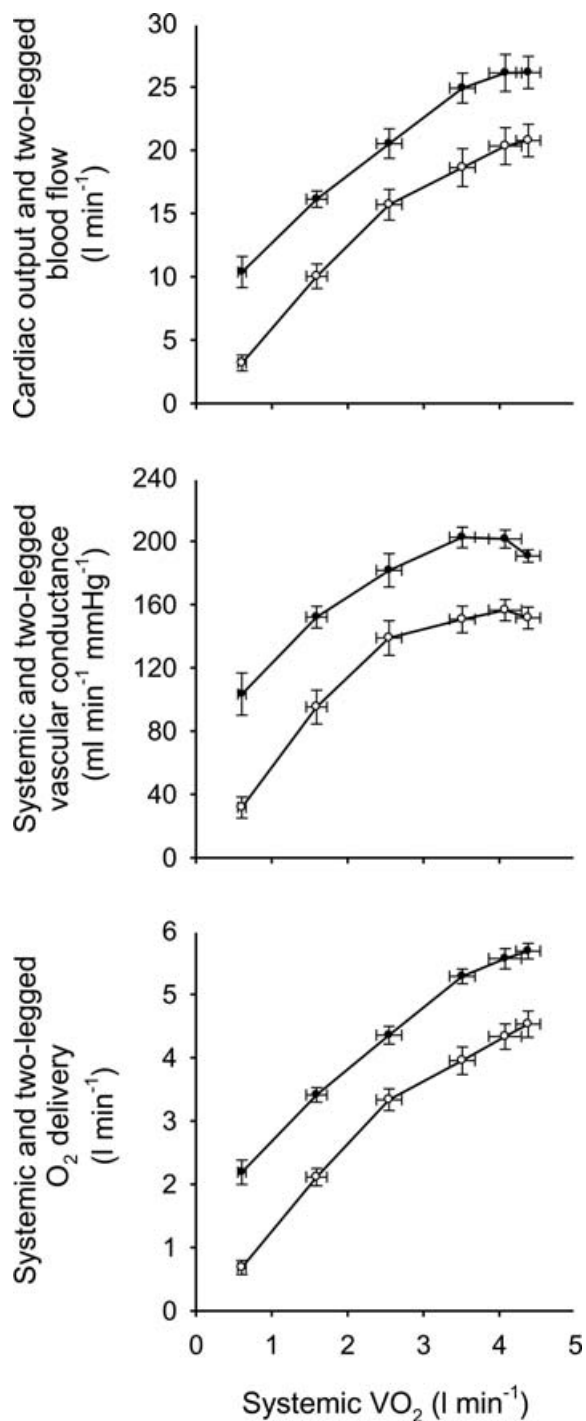 Cardiac output and two-legged
blood flow
(l min⁻¹)
30
25
20
15
10
5
0
Systemic and two-legged
vascular conductance
(ml min⁻¹ mmHg⁻¹)
240
200
160
120
80
40
0
Systemic and two-legged
O₂ delivery
(l min⁻¹)
6
5
4
3
2
1
0
0 1 2 3 4 5
Systemic VO₂ (l min⁻¹)